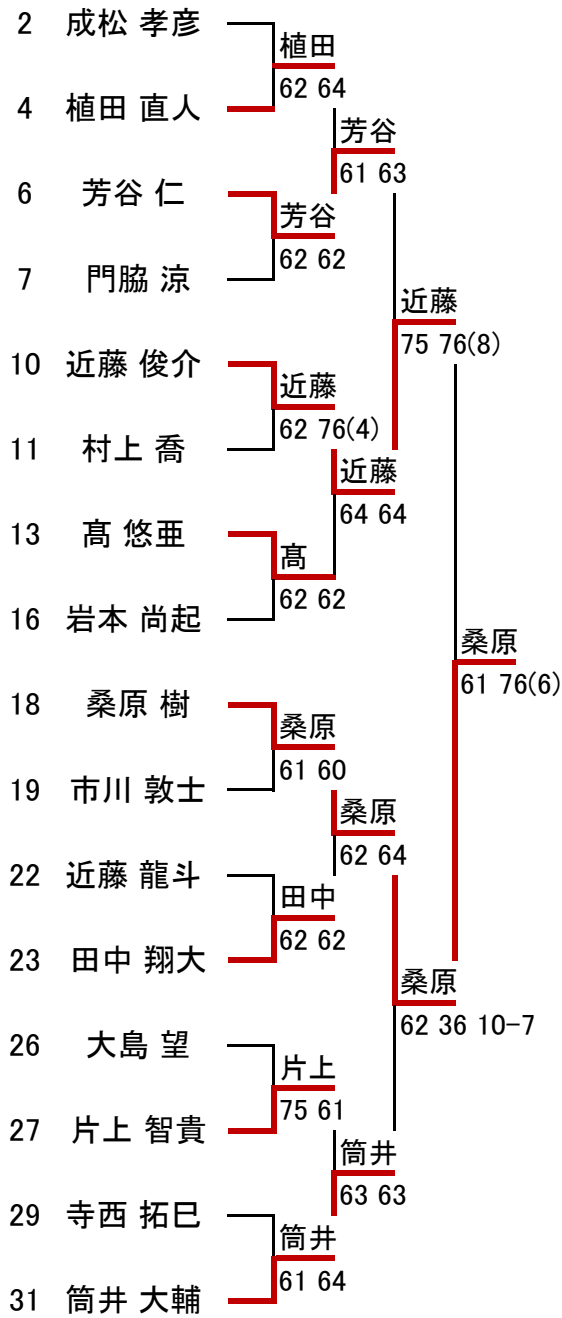 2 成松 孝彦
植田
62 64
4 植田 直人
芳谷
61 63
6 芳谷 仁
芳谷
62 62
7 門脇 涼
近藤
75 76(8)
10 近藤 俊介
近藤
62 76(4)
11 村上 喬
近藤
64 64
13 髙 悠亜
髙
62 62
16 岩本 尚起
桑原
61 76(6)
18 桑原 樹
桑原
61 60
19 市川 敦士
桑原
62 64
22 近藤 龍斗
田中
62 62
23 田中 翔大
桑原
62 36 10-7
26 大島 望
片上
75 61
27 片上 智貴
筒井
63 63
29 寺西 拓巳
筒井
61 64
31 筒井 大輔